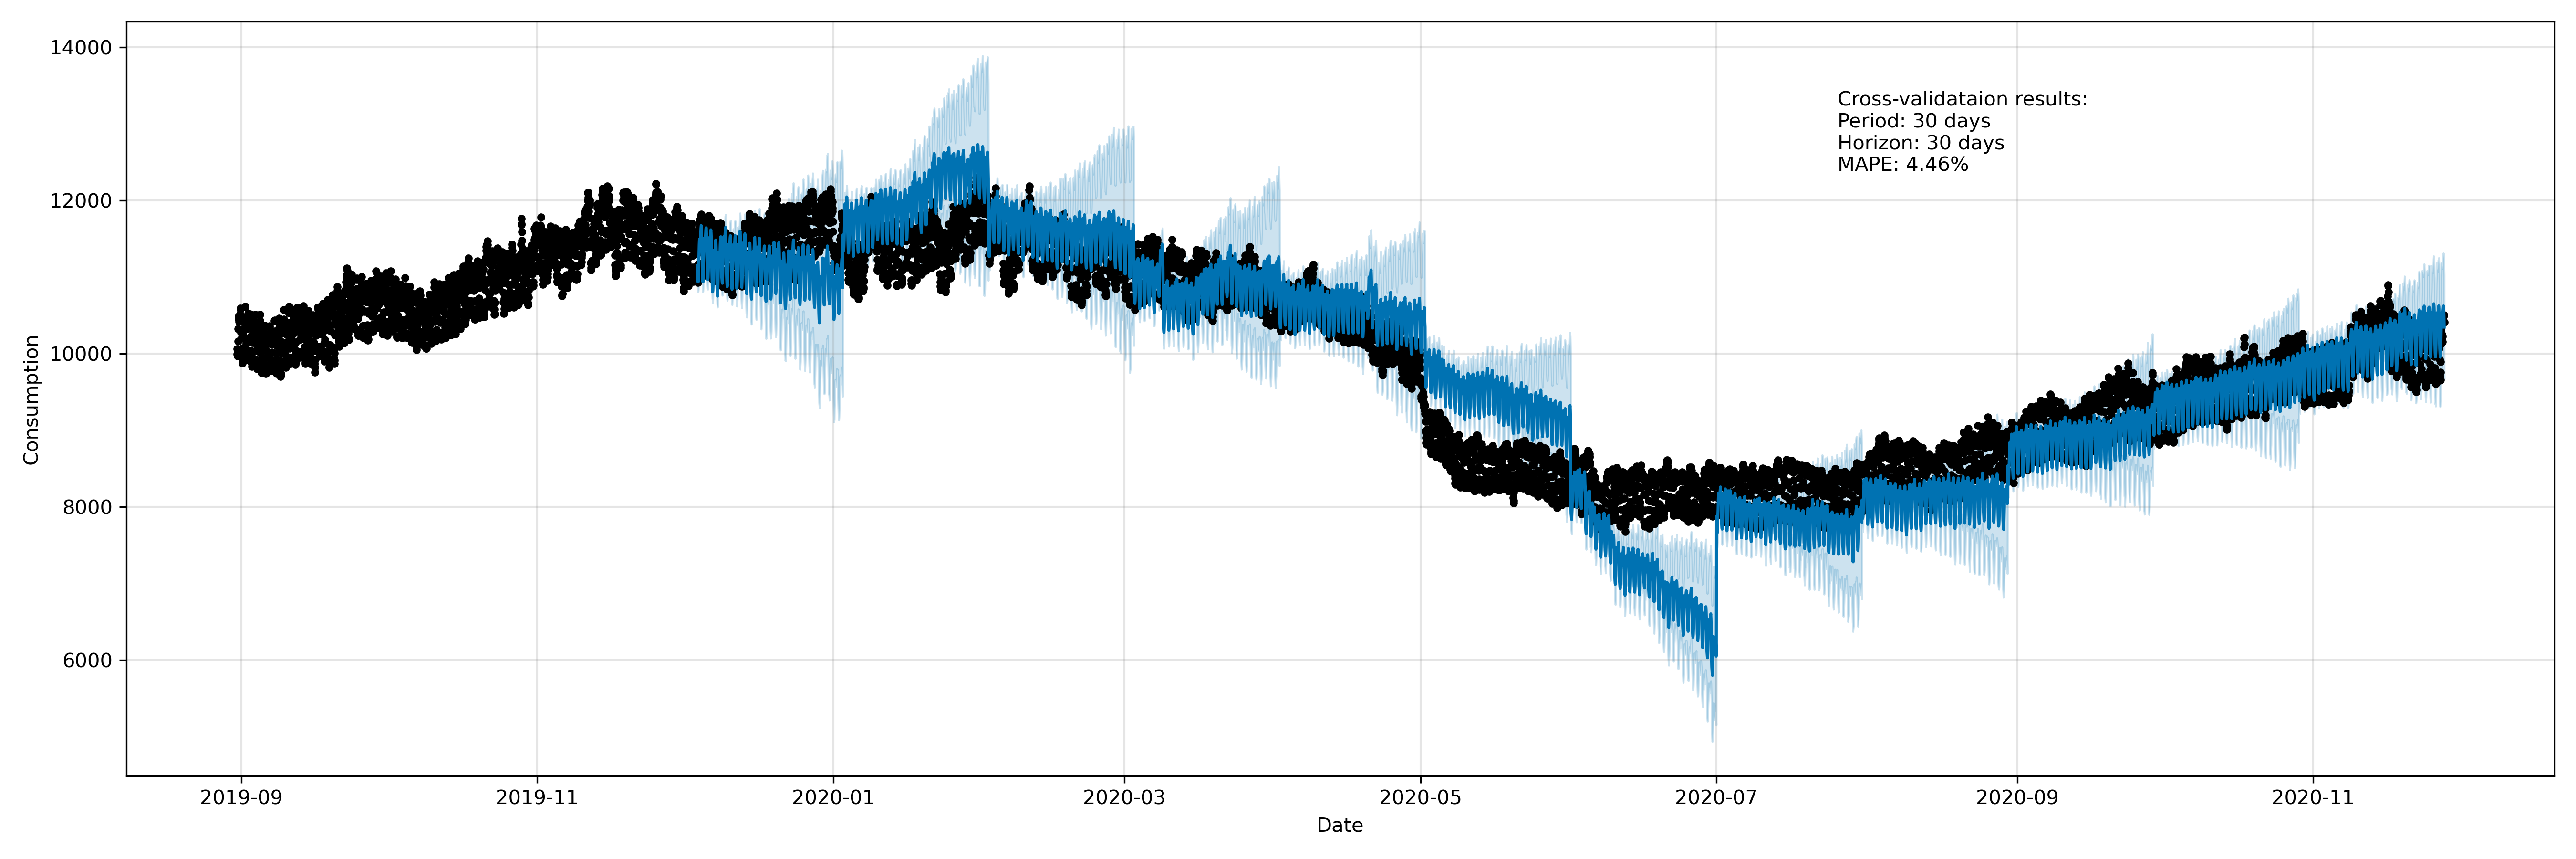 14000
12000
10000
8000
6000
Consumption
Cross-validataion results:
Period: 30 days
Horizon: 30 days
MAPE: 4.46%
2019-09
2019-11
2020-01
2020-03
2020-05
2020-07
2020-09
2020-11
Date